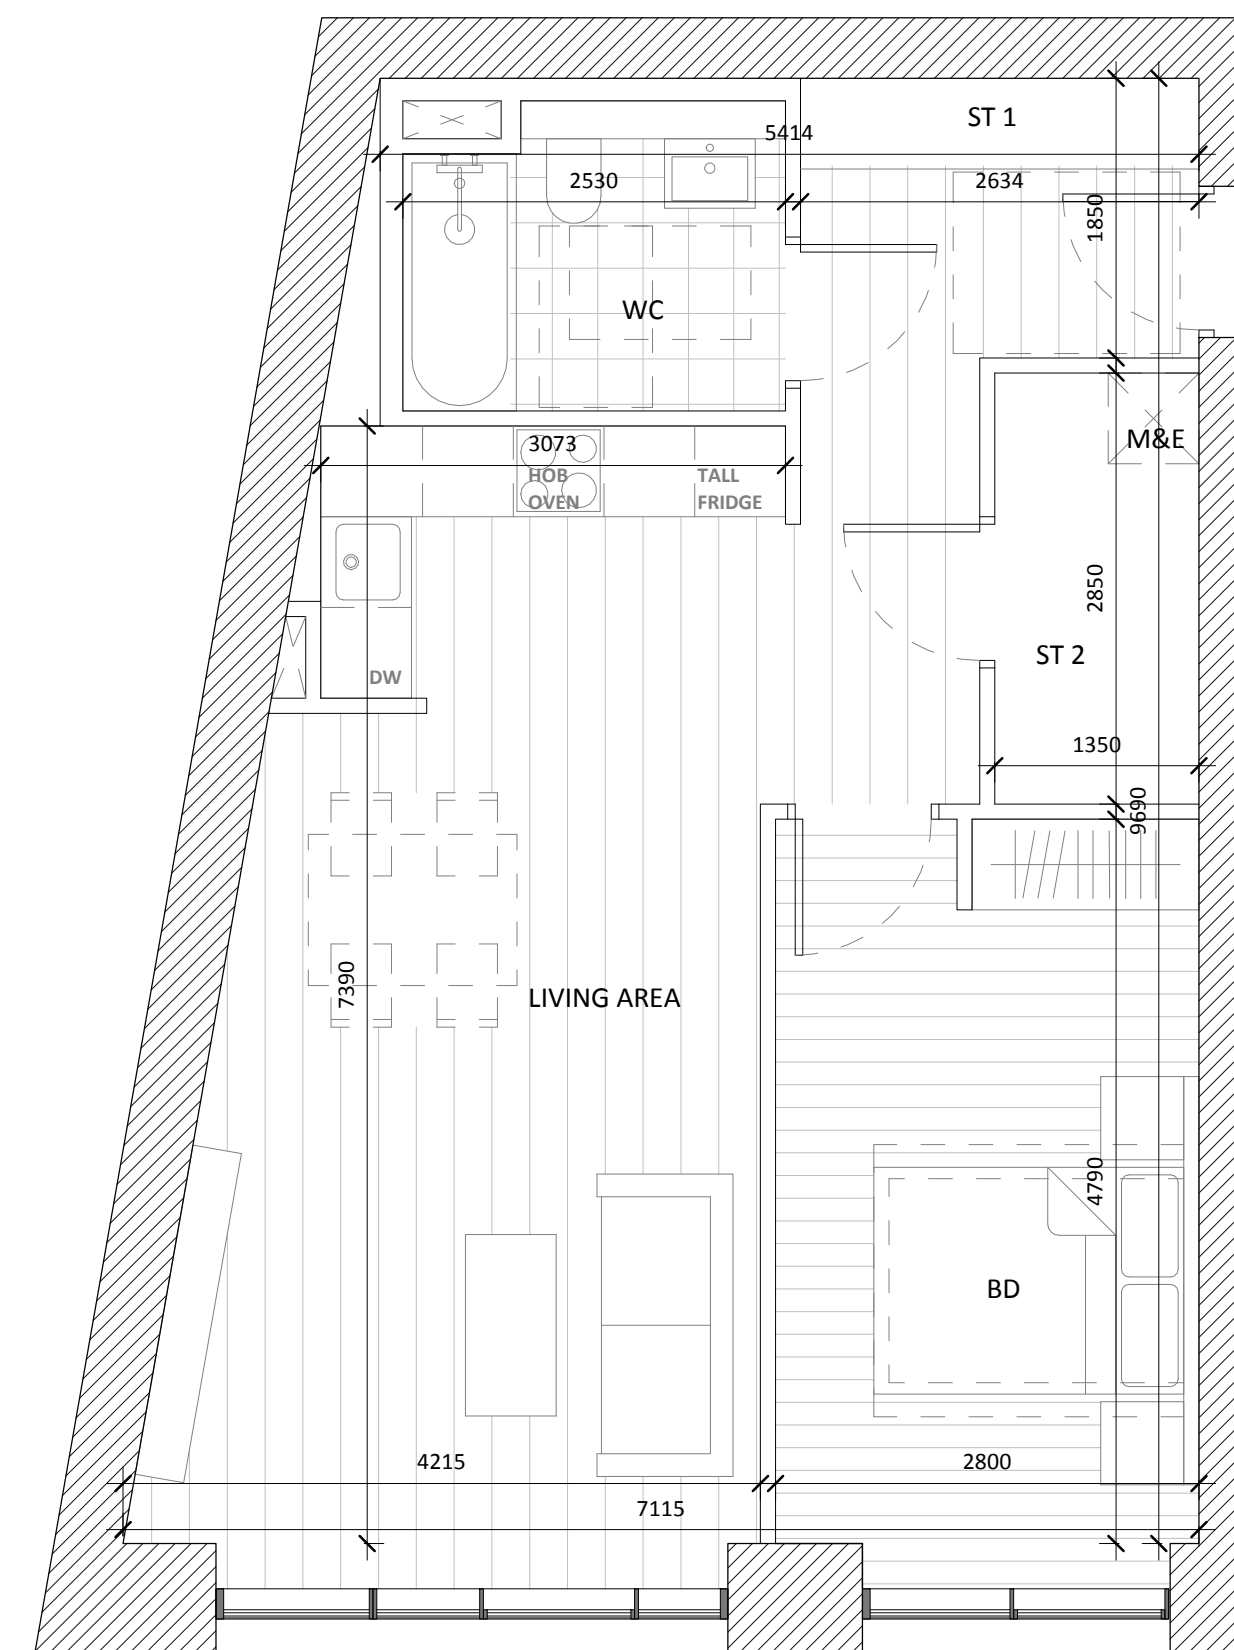 ST 1
5414
2530
2634
1850
WC
3073
HOB
OVEN
TALL
FRIDGE
M&E
2850
ST 2
DW
1350
9690
7390
LIVING AREA
4790
BD
4215
2800
7115